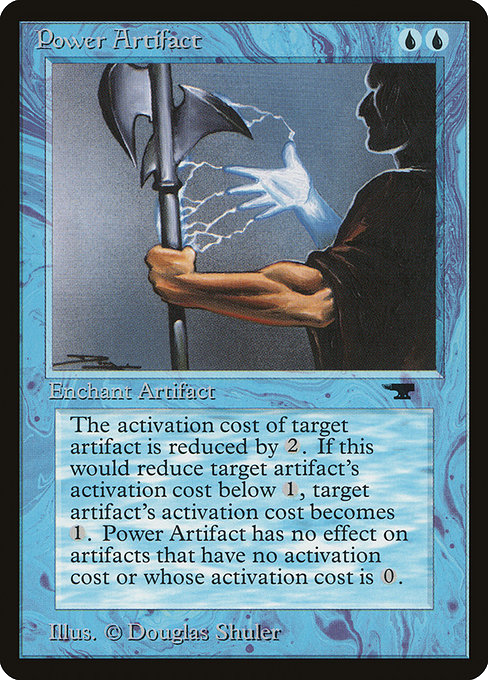 Power Artifact
Enchant Artifact
The activation cost of target
artifact is reduced by 2. If this
would reduce target artifact's
activation cost below 1, target
artifact's activation cost becomes
1. Power Artifact has no effect on
artifacts that have no activation
cost or whose activation cost is 0.
Illus. © Douglas Shuler